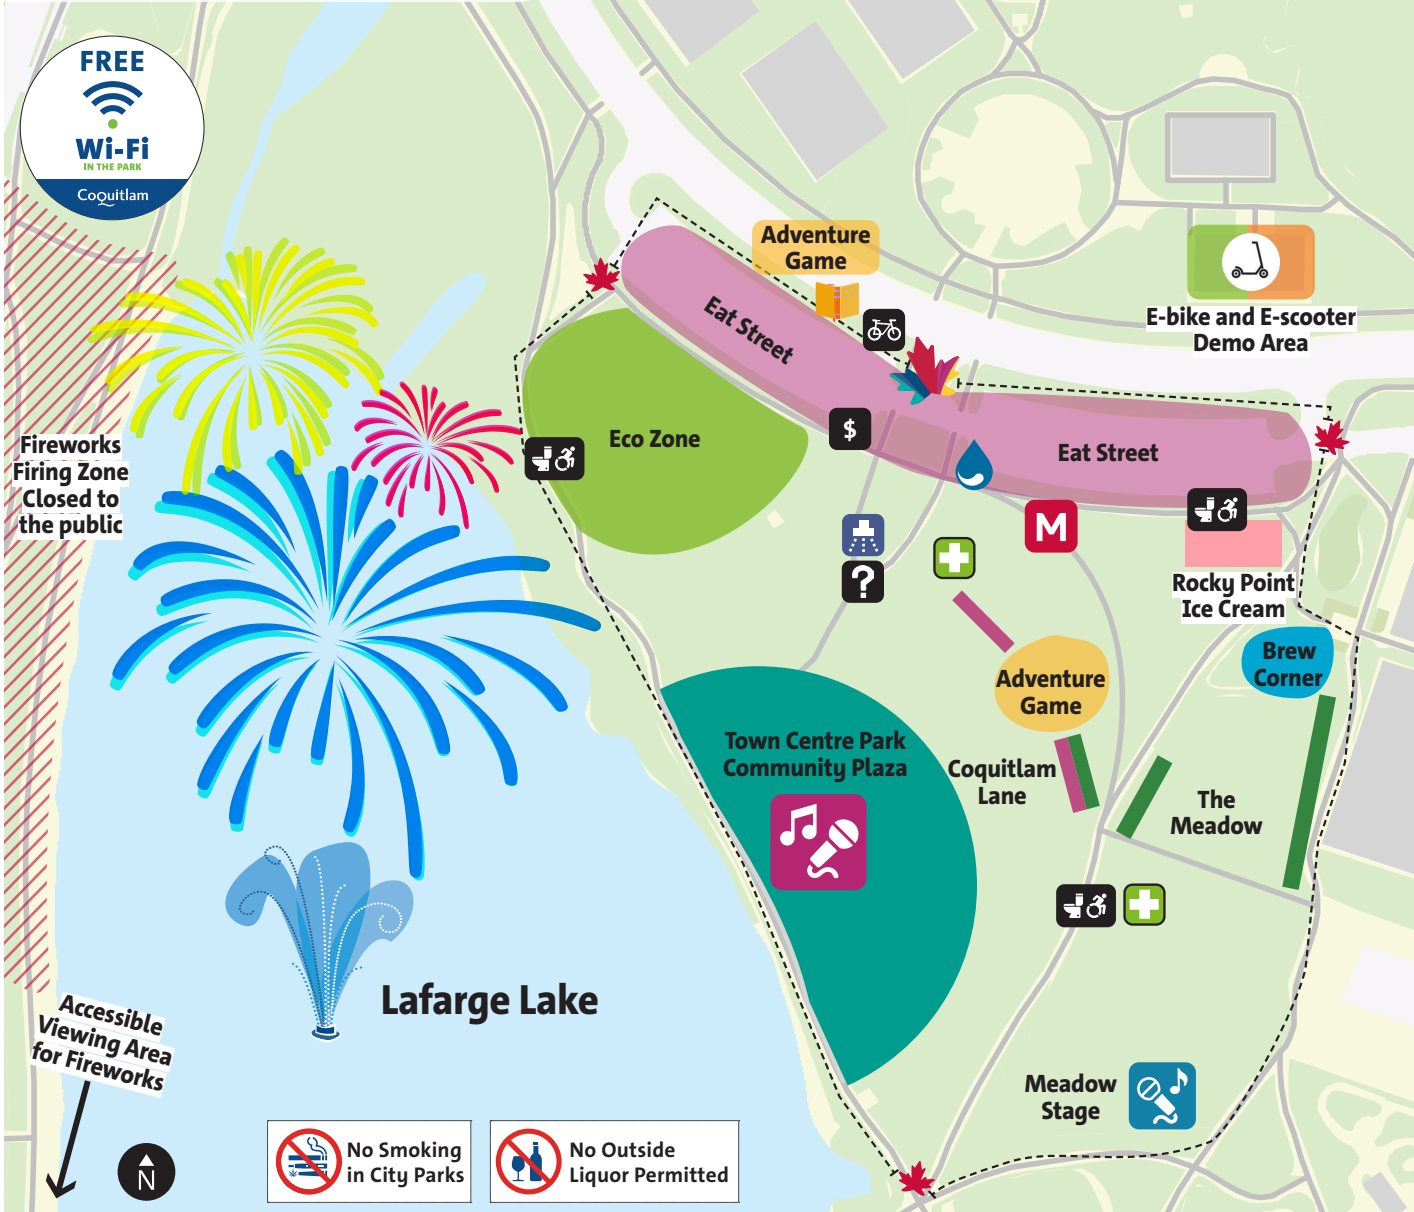 FREE
Wi-Fi
IN THE PARK
Coquitlam
Adventure
Game
Eat Street
E-bike and E-scooter
Demo Area
Fireworks
Firing Zone
Closed to
the public
Eco Zone
$
Eat Street
M
?
Rocky Point
Ice Cream
Brew
Corner
Adventure
Game
Town Centre Park
Community Plaza
Coquitlam
Lane
The
Meadow
Lafarge Lake
Accessible
Viewing Area
for Fireworks
Meadow
Stage
N
No Smoking
in City Parks
No Outside
Liquor Permitted